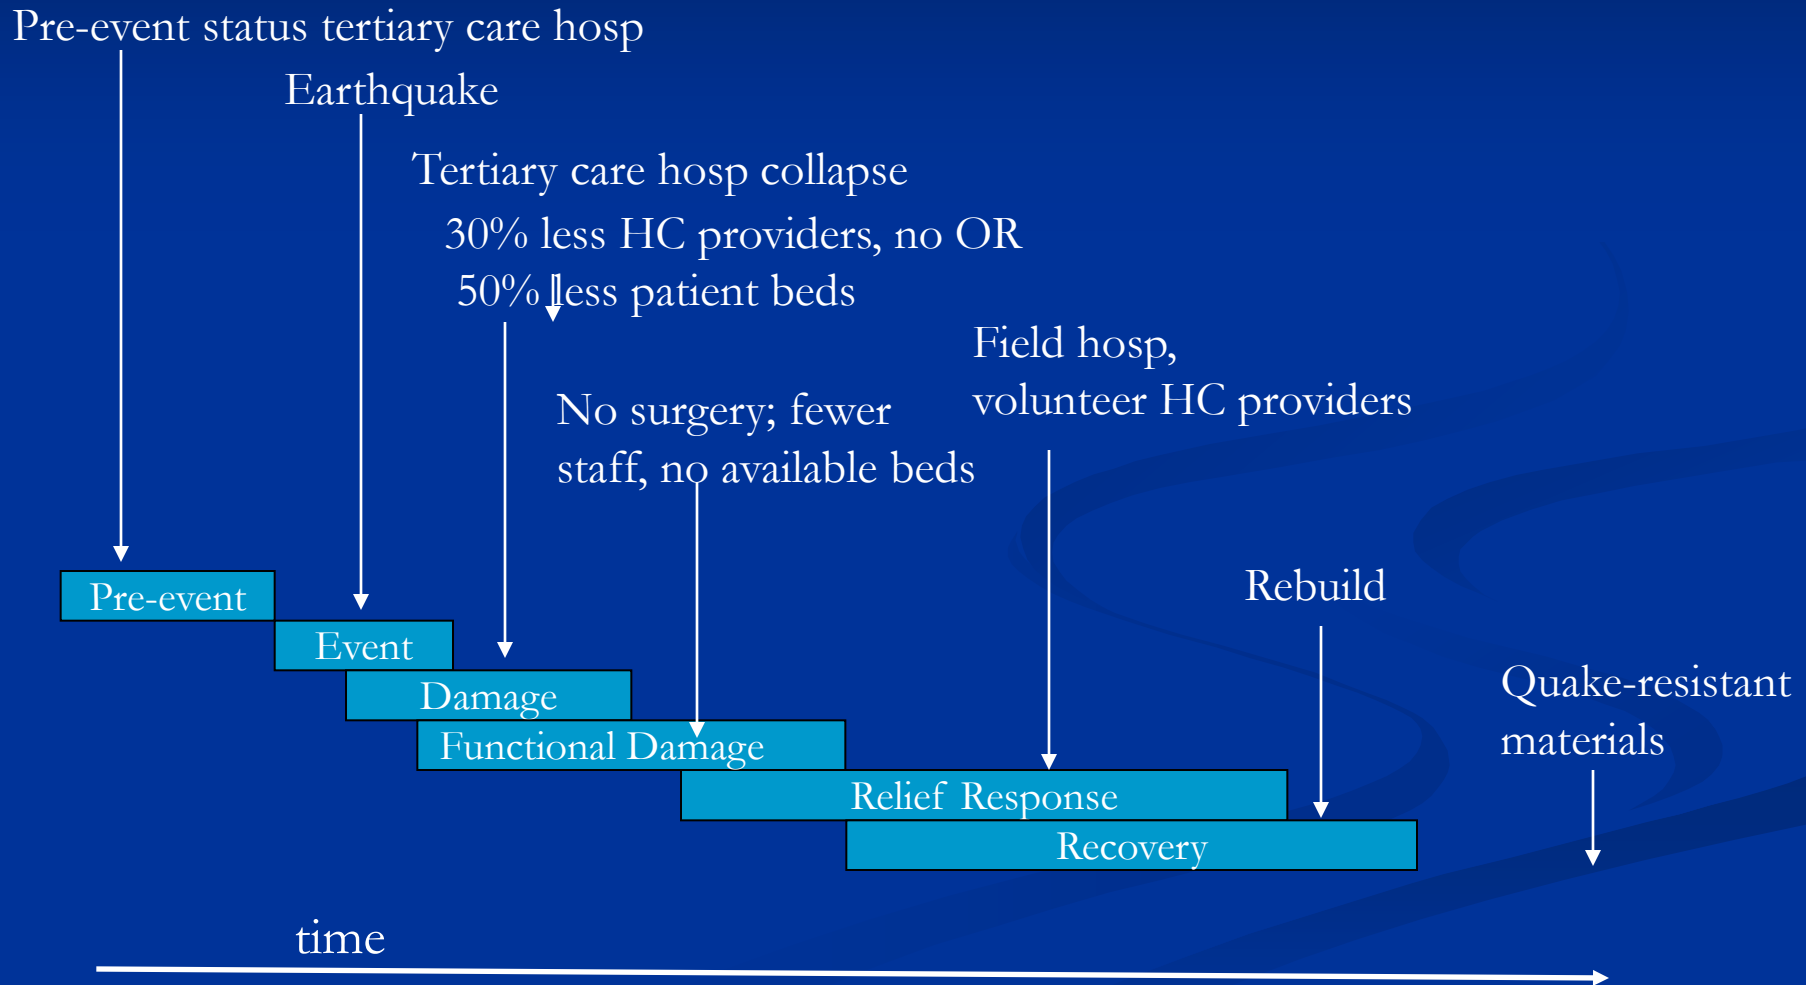 Pre-event status tertiary care hosp
Earthquake
Tertiary care hosp collapse
30% less HC providers, no OR
50% less patient beds
Field hosp,
volunteer HC providers
No surgery; fewer
staff, no available beds
Rebuild
Quake-resistant
materials
Pre-event
Event
Damage
Functional Damage
Relief Response
Recovery
time